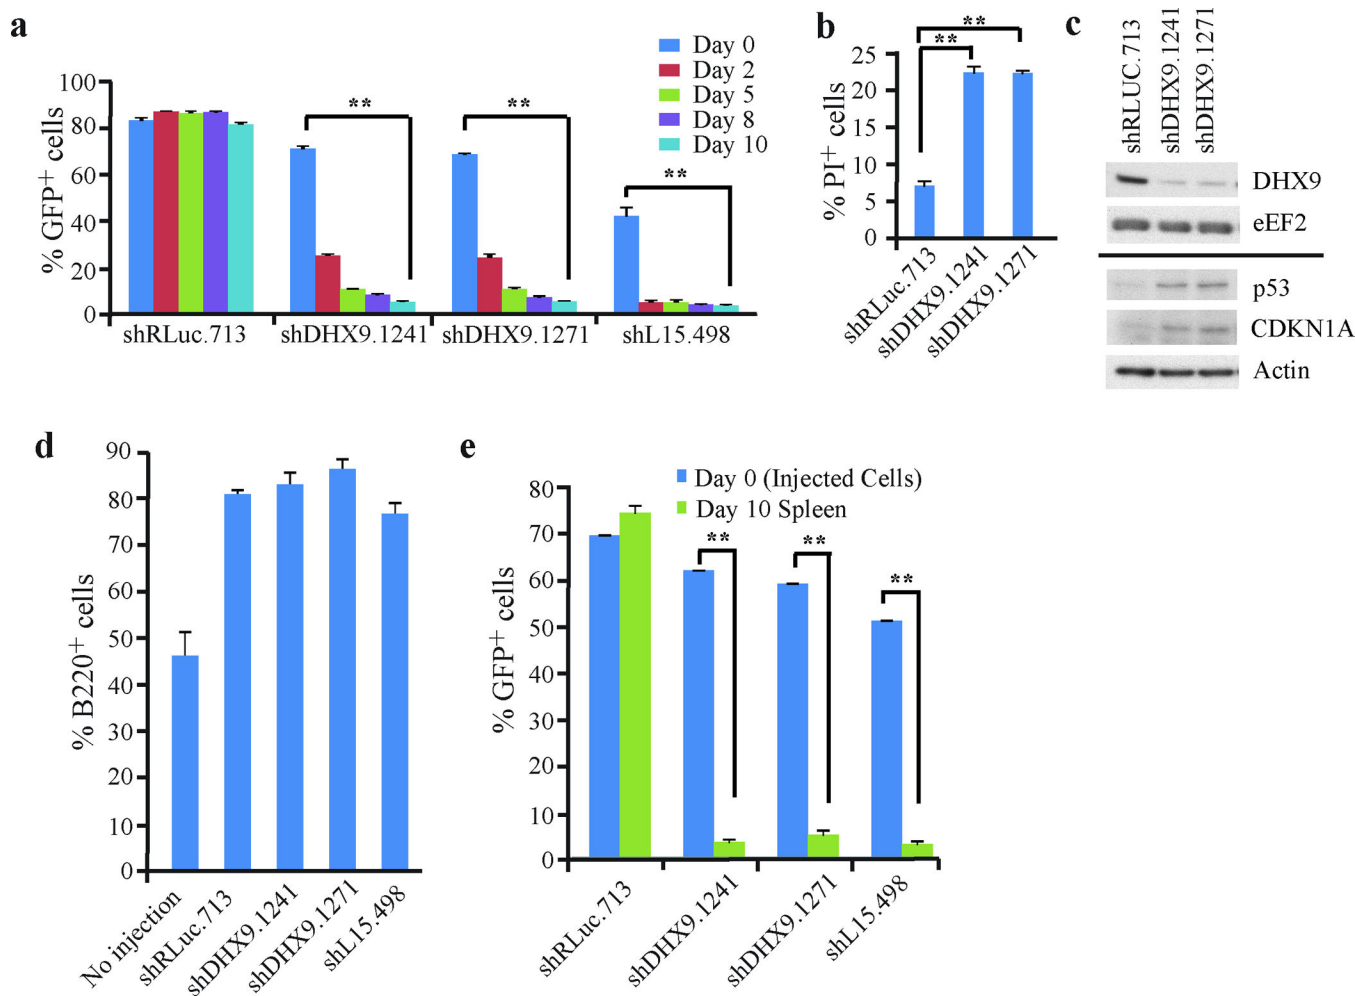 a
Day 0
Day 2
Day 5
Day 8
Day 10
% GFP+ cells
100
80
60
40
20
0
**
**
**
shRLuc.713
shDHX9.1241
shDHX9.1271
shL15.498
b
**
**
% PI+ cells
25
20
15
10
5
0
shRLuc.713
shDHX9.1241
shDHX9.1271
c
shRLUC.713
shDHX9.1241
shDHX9.1271
DHX9
eEF2
p53
CDKN1A
Actin
d
% B220+ cells
90
80
70
60
50
40
30
20
10
0
No injection
shRLuc.713
shDHX9.1241
shDHX9.1271
shL15.498
e
Day 0 (Injected Cells)
Day 10 Spleen
% GFP+ cells
80
70
60
50
40
30
20
10
0
**
**
**
shRLuc.713
shDHX9.1241
shDHX9.1271
shL15.498